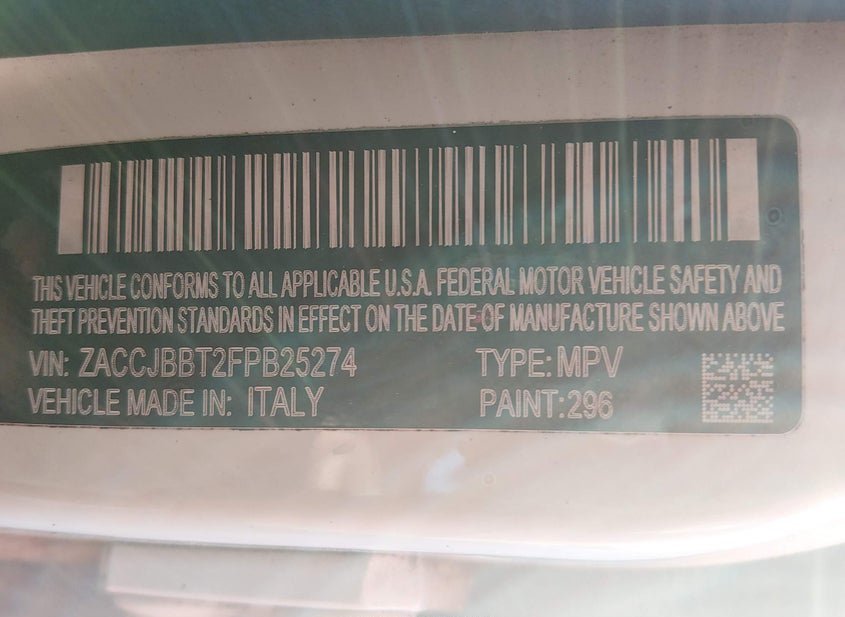 THIS VEHICLE CONFORMS TO ALL APPLICABLE U.S.A. FEDERAL MOTOR VEHICLE SAFETY AND
THEFT PREVENTION STANDARDS IN EFFECT ON THE DATE OF MANUFACTURE SHOWN ABOVE
VIN: ZACCJBBT2FPB25274 TYPE: MPV
VEHICLE MADE IN: ITALY PAINT:296